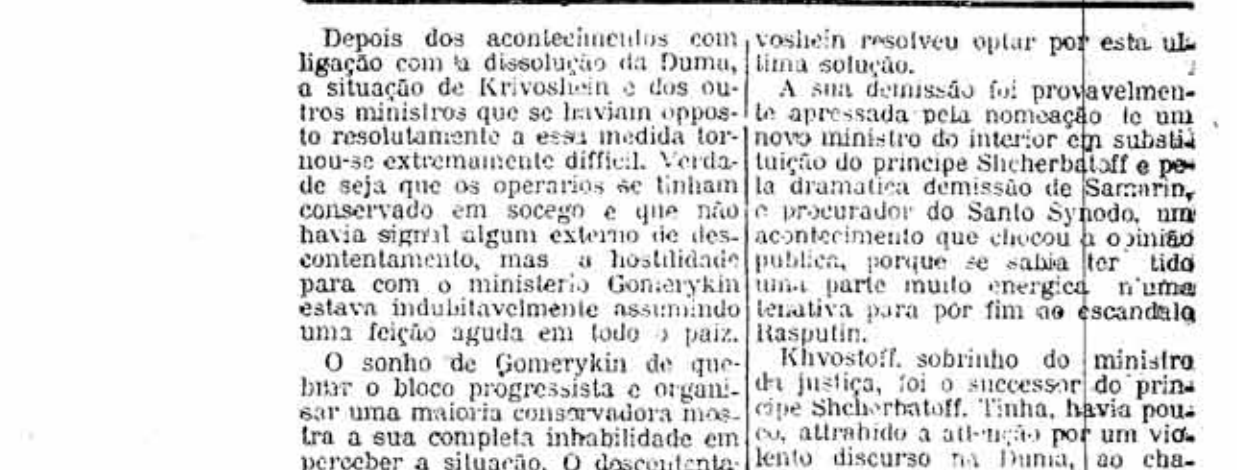 Depois dos acontecimentos com
ligação com a dissolução da Duma,
a situação de Krivoshein e dos ou-
tros ministros que se haviam oppos-
to resolutamente a essa medida tor-
nou-se extremamente difficil. Verda-
de seja que os operarios se tinham
conservado em socego e que não
havia signal algum externo de des-
contentamento, mas a hostilidade
para com o ministerio Gomerykin
estava indubitavelmente assumindo
uma feição aguda em todo o paiz.
O sonho de Gomerykin de que-
brar o bloco progressista e organi-
sar uma maioria conservadora mos-
tra a sua completa inhabilidade em
perceber a situação. O descontenta-
voshein resolveu optar por esta ul-
tima solução.
A sua demissão foi provavelmen-
te apressada pela nomeação de um
novo ministro do interior em substi-
tuição do principe Shcherbatoff e pe-
la dramatica demissão de Samarin,
o procurador do Santo Synodo, um
acontecimento que chocou a opinião
publica, porque se sabia ter tido
uma parte muito energica n'uma
tenativa para pôr fim ao escandalo
Rasputin.
Khvostoff, sobrinho do ministro
da justiça, foi o successor do prin-
cipe Shcherbatoff. Tinha, havia pou-
co, attrahido a attenção por um vio-
lento discurso na Duma, ao cha-